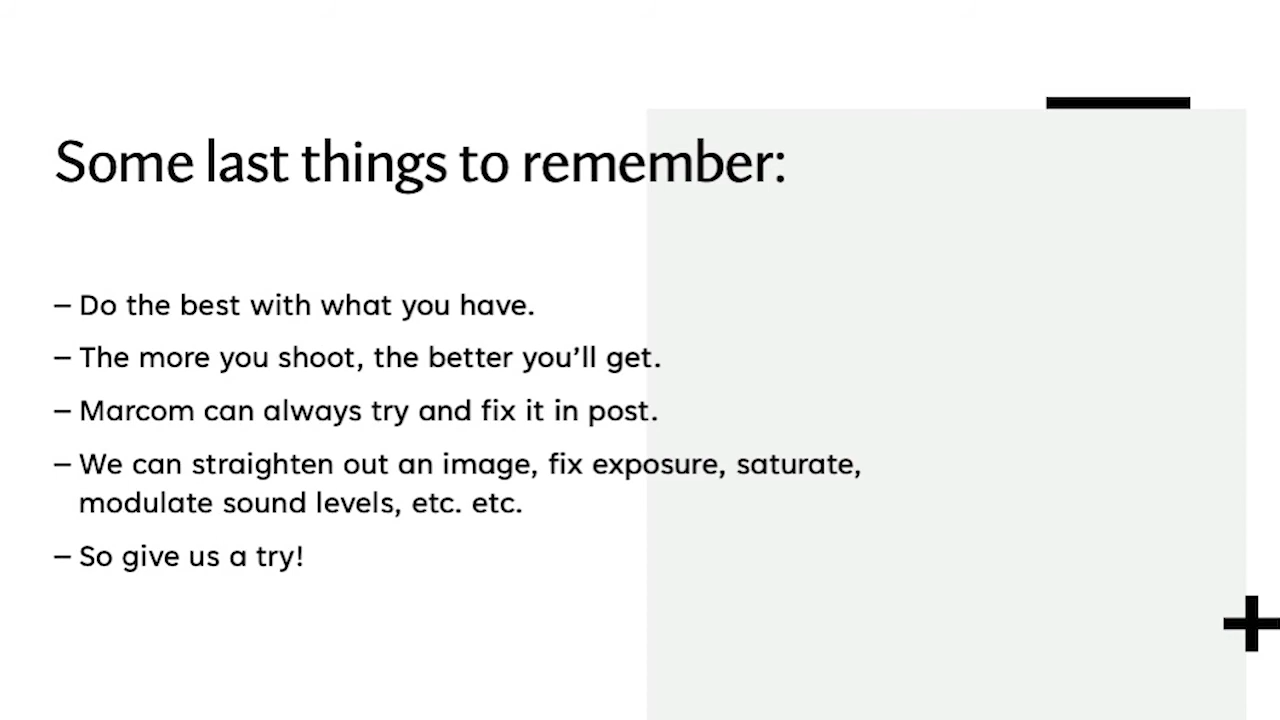 Some last things to remember:
– Do the best with what you have.
– The more you shoot, the better you’ll get.
– Marcom can always try and fix it in post.
– We can straighten out an image, fix exposure, saturate,
modulate sound levels, etc. etc.
– So give us a try!